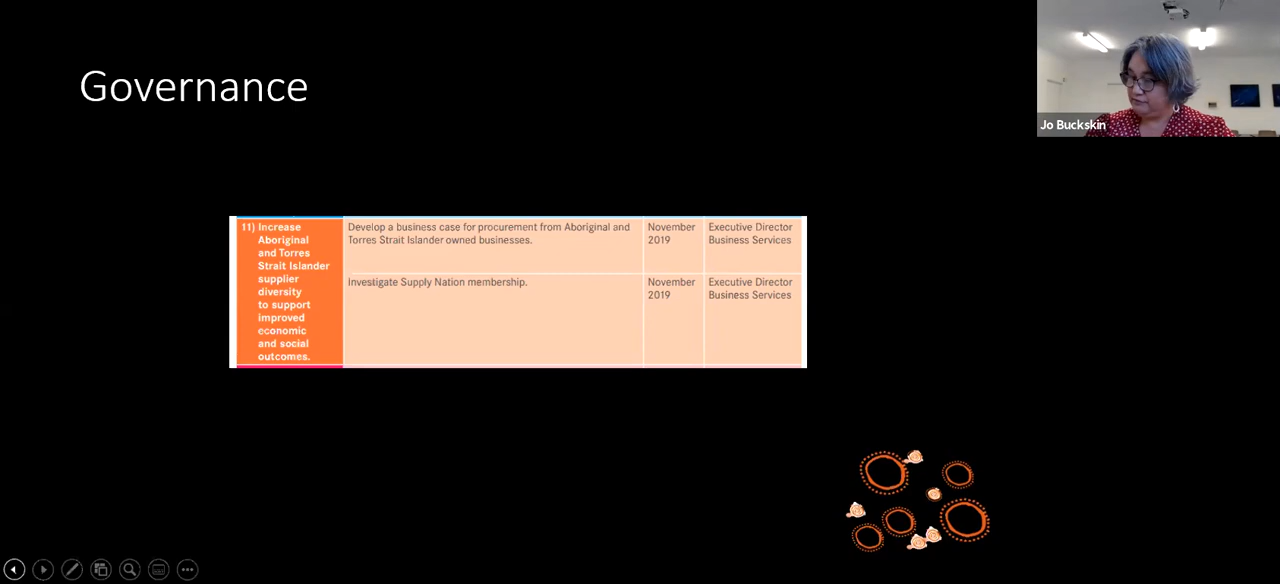 Governance
Jo Buckskin
11) Increase
Aboriginal
and Torres
Strait Islander
supplier
diversity
to support
improved
economic
and social
outcomes.
Develop a business case for procurement from Aboriginal and
Torres Strait Islander owned businesses.
November
2019
Executive Director
Business Services
Investigate Supply Nation membership.
November
2019
Executive Director
Business Services